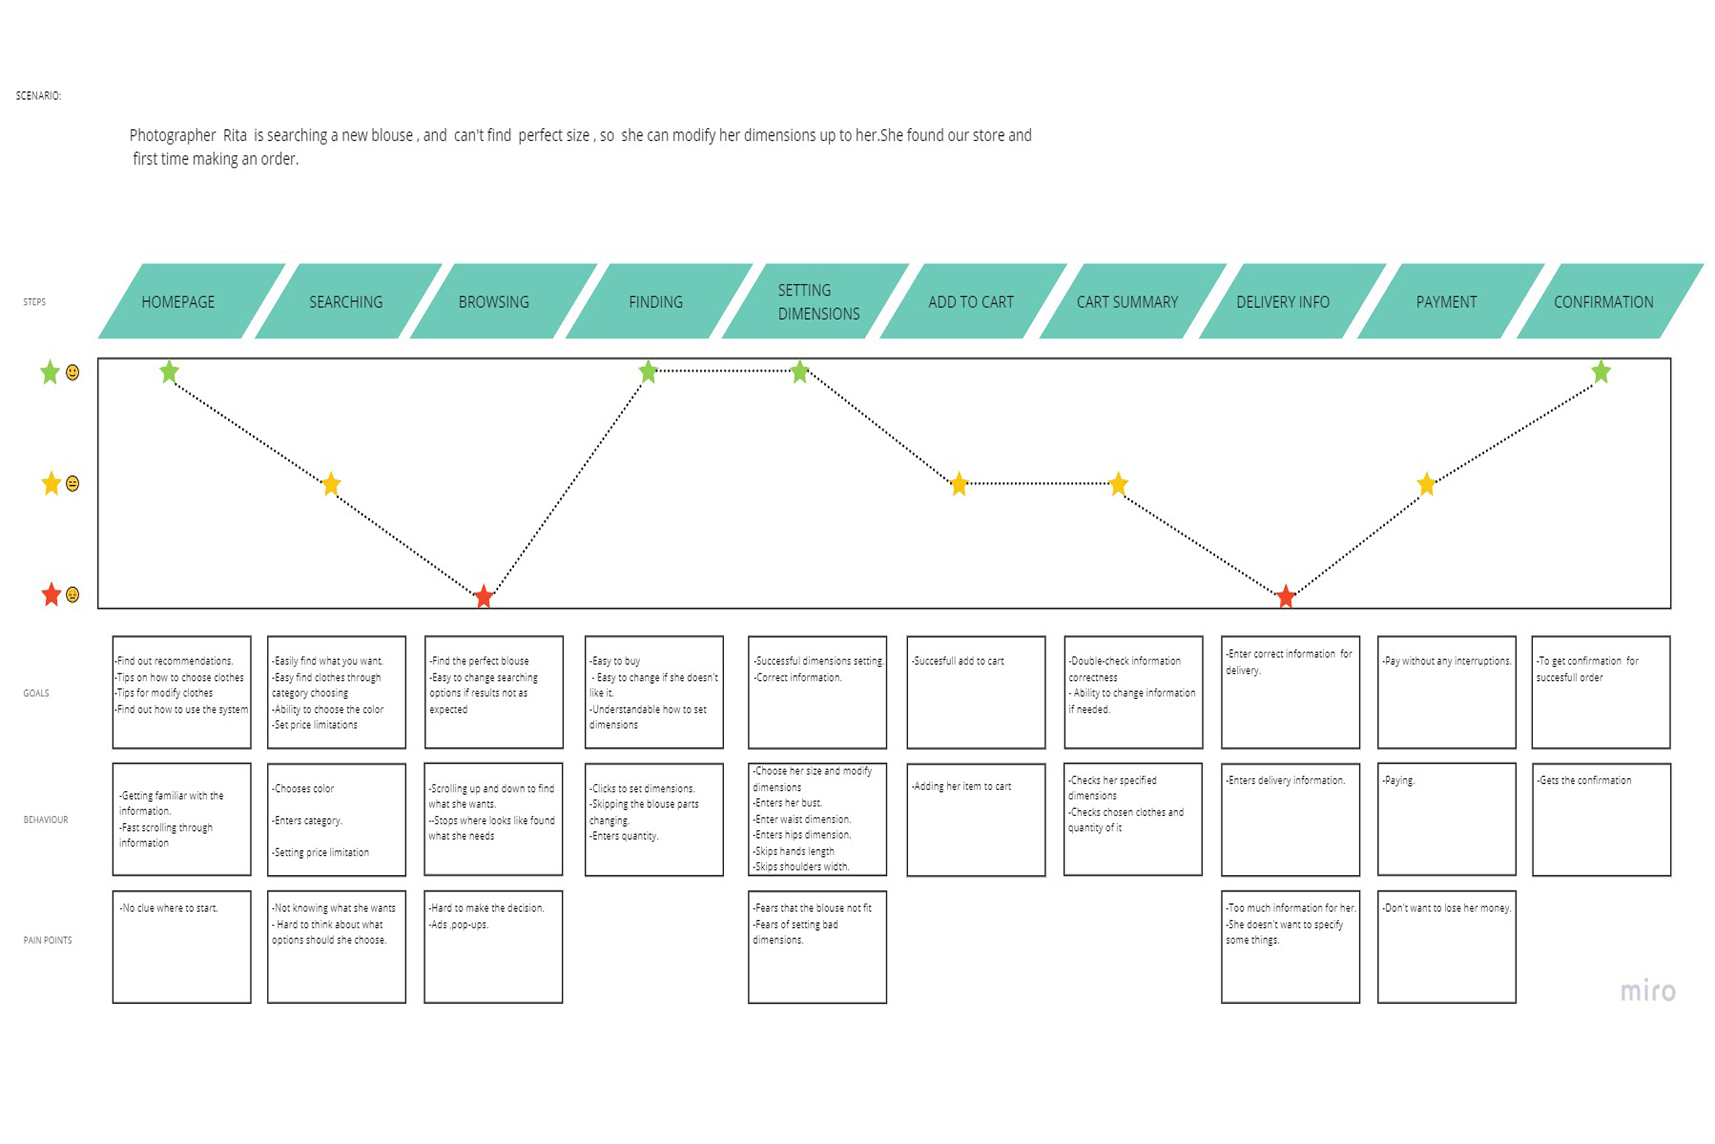 SCENARIO:
Photographer Rita is searching a new blouse , and can't find perfect size , so she can modify her dimensions up to her.She found our store and
first time making an order.
STEPS
HOMEPAGE
SEARCHING
BROWSING
FINDING
SETTING
DIMENSIONS
ADD TO CART
CART SUMMARY
DELIVERY INFO
PAYMENT
CONFIRMATION
GOALS
-Find out recommendations.
-Tips on how to choose clothes
-Tips for modify clothes
-Find out how to use the system
-Easily find what you want.
-Easy find clothes through
category choosing
-Ability to choose the color
-Set price limitations
-Find the perfect blouse
-Easy to change searching
options if results not as
expected
-Easy to buy
- Easy to change if she doesn't
like it.
-Understandable how to set
dimensions
-Successful dimensions setting.
-Correct information.
-Succesfull add to cart
-Double-check information
correctness
- Ability to change information
if needed.
-Enter correct information for
delivery.
-Pay without any interruptions.
-To get confirmation for
succesfull order
BEHAVIOUR
-Getting familiar with the
information.
-Fast scrolling through
information
-Chooses color
-Enters category.
-Setting price limitation
-Scrolling up and down to find
what she wants.
--Stops where looks like found
what she needs
-Clicks to set dimensions.
-Skipping the blouse parts
changing.
-Enters quantity.
-Choose her size and modify
dimensions
-Enters her bust.
-Enter waist dimension.
-Enters hips dimension.
-Skips hands length
-Skips shoulders width.
-Adding her item to cart
-Checks her specified
dimensions
-Checks chosen clothes and
quantity of it
-Enters delivery information.
-Paying.
-Gets the confirmation
PAIN POINTS
-No clue where to start.
-Not knowing what she wants
- Hard to think about what
options should she choose.
-Hard to make the decision.
-Ads ,pop-ups.
-Fears that the blouse not fit
-Fears of setting bad
dimensions.
-Too much information for her.
-She doesn't want to specify
some things.
-Don't want to lose her money.
miro